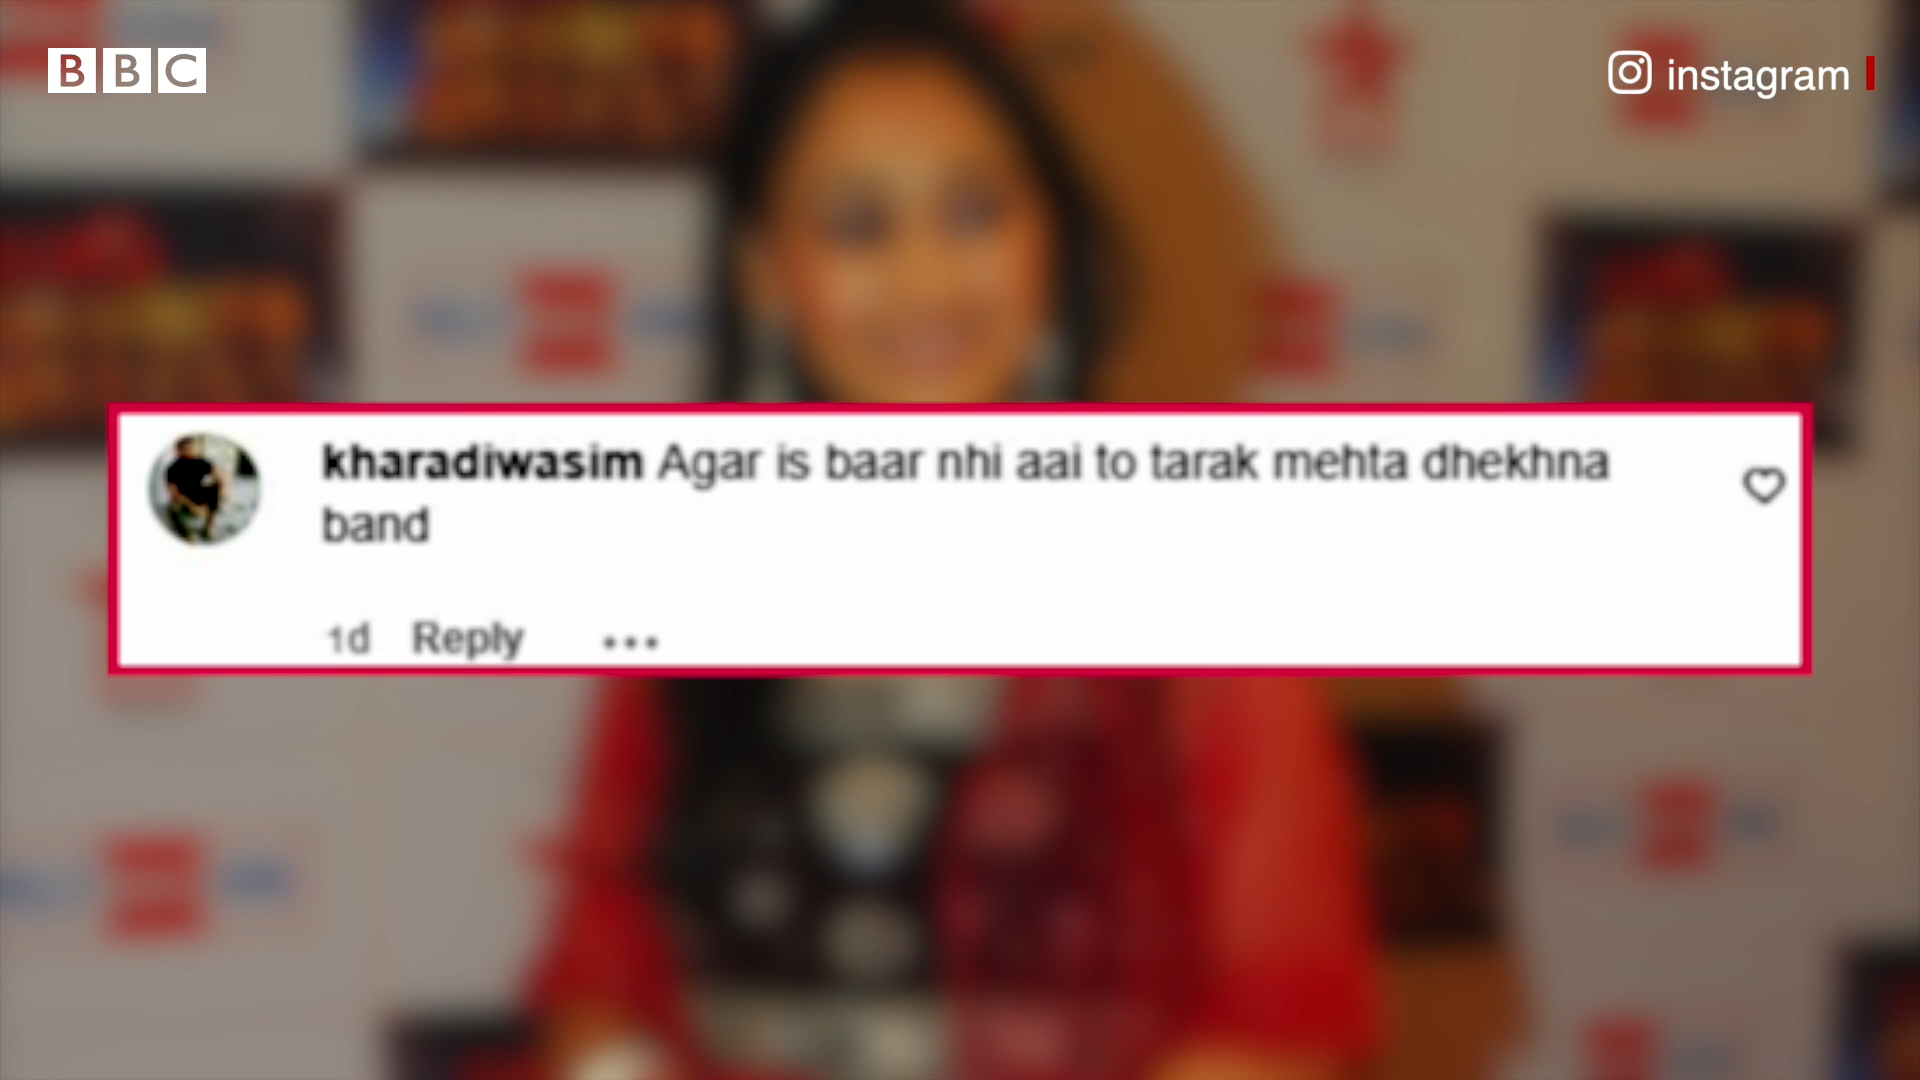 BBC
instagram
kharadiwasim Agar is baar nhi aai to tarak mehta dhekhna
band
1d Reply